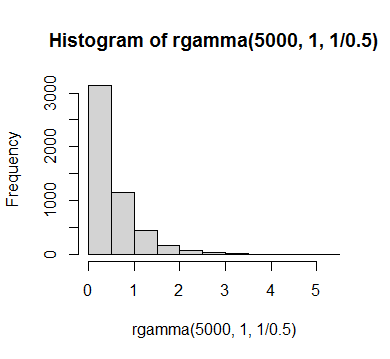 Histogram of rgamma(5000, 1, 1/0.5)
Frequency
3000
1000
0
0 1 2 3 4 5
rgamma(5000, 1, 1/0.5)